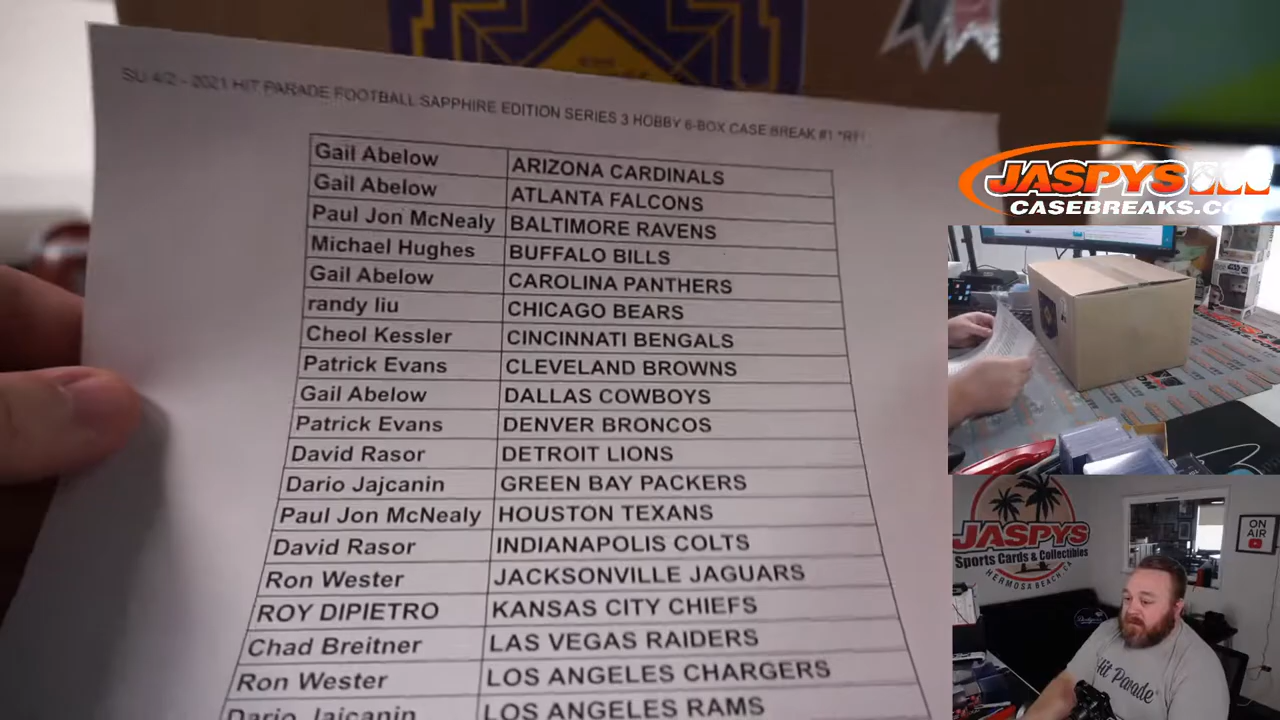 SU 4/2 - 2021 HIT PARADE FOOTBALL SAPPHIRE EDITION SERIES 3 HOBBY 6-BOX CASE BREAK #1
Gail Abelow ARIZONA CARDINALS
Gail Abelow ATLANTA FALCONS
Paul Jon McNealy BALTIMORE RAVENS
Michael Hughes BUFFALO BILLS
Gail Abelow CAROLINA PANTHERS
randy liu CHICAGO BEARS
Cheol Kessler CINCINNATI BENGALS
Patrick Evans CLEVELAND BROWNS
Gail Abelow DALLAS COWBOYS
Patrick Evans DENVER BRONCOS
David Rasor DETROIT LIONS
Dario Jajcanin GREEN BAY PACKERS
Paul Jon McNealy HOUSTON TEXANS
David Rasor INDIANAPOLIS COLTS
Ron Wester JACKSONVILLE JAGUARS
ROY DIPIETRO KANSAS CITY CHIEFS
Chad Breitner LAS VEGAS RAIDERS
Ron Wester LOS ANGELES CHARGERS
Dario Jajcanin LOS ANGELES RAMS
JASPYS
CASEBREAKS.CO
JASPYS
Sports Cards & Collectibles
HERMOSA BEACH, CA
ON
AIR
Hit Parade